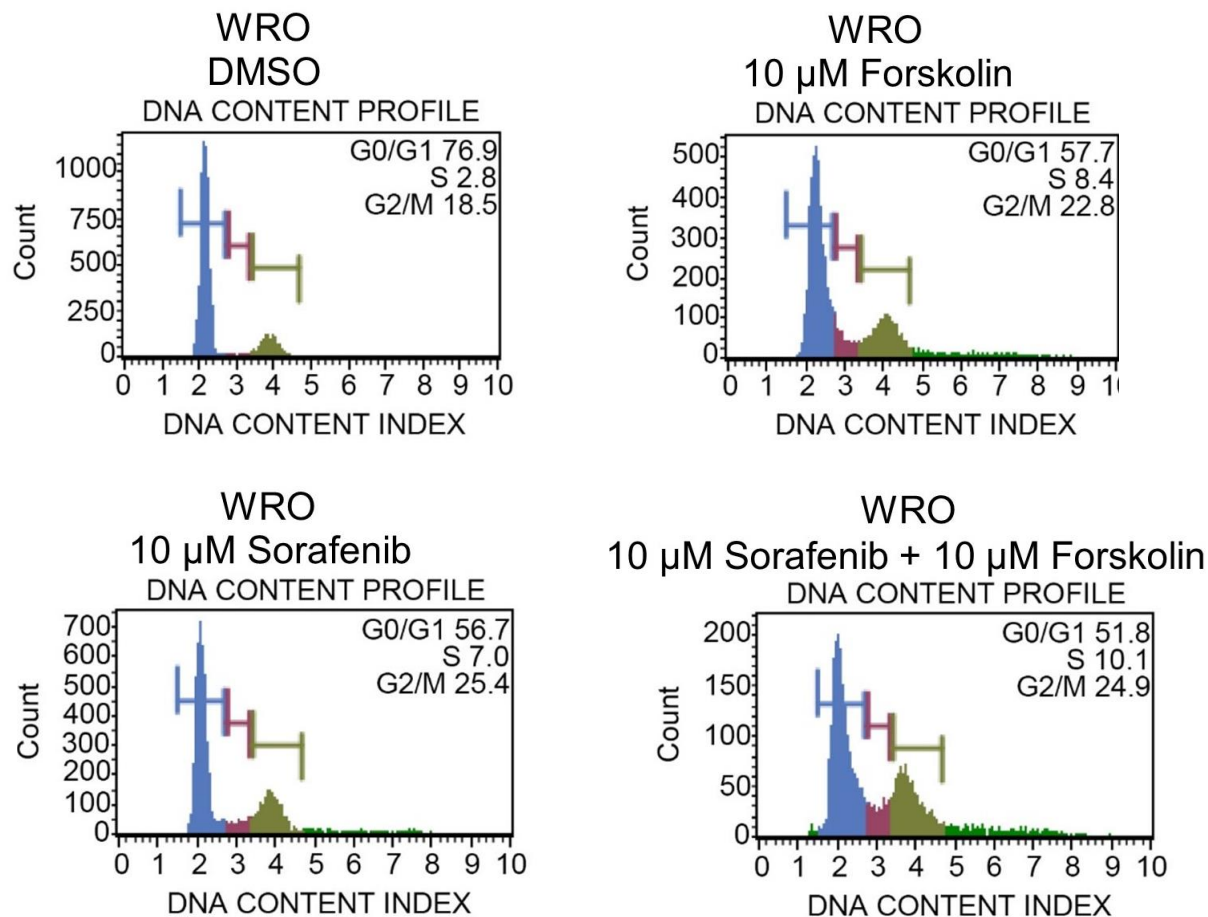 WRO
DMSO
DNA CONTENT PROFILE
G0/G1 76.9
S 2.8
G2/M 18.5
Count
1000
750
500
250
0
0 1 2 3 4 5 6 7 8 9 10
DNA CONTENT INDEX
WRO
10 µM Forskolin
DNA CONTENT PROFILE
G0/G1 57.7
S 8.4
G2/M 22.8
Count
500
400
300
200
100
0
0 1 2 3 4 5 6 7 8 9
DNA CONTENT INDEX
WRO
10 µM Sorafenib
DNA CONTENT PROFILE
G0/G1 56.7
S 7.0
G2/M 25.4
Count
700
600
500
400
300
200
100
0
0 1 2 3 4 5 6 7 8 9 10
DNA CONTENT INDEX
WRO
10 µM Sorafenib + 10 µM Forskolin
DNA CONTENT PROFILE
G0/G1 51.8
S 10.1
G2/M 24.9
Count
200
150
100
50
0
0 1 2 3 4 5 6 7 8 9 10
DNA CONTENT INDEX